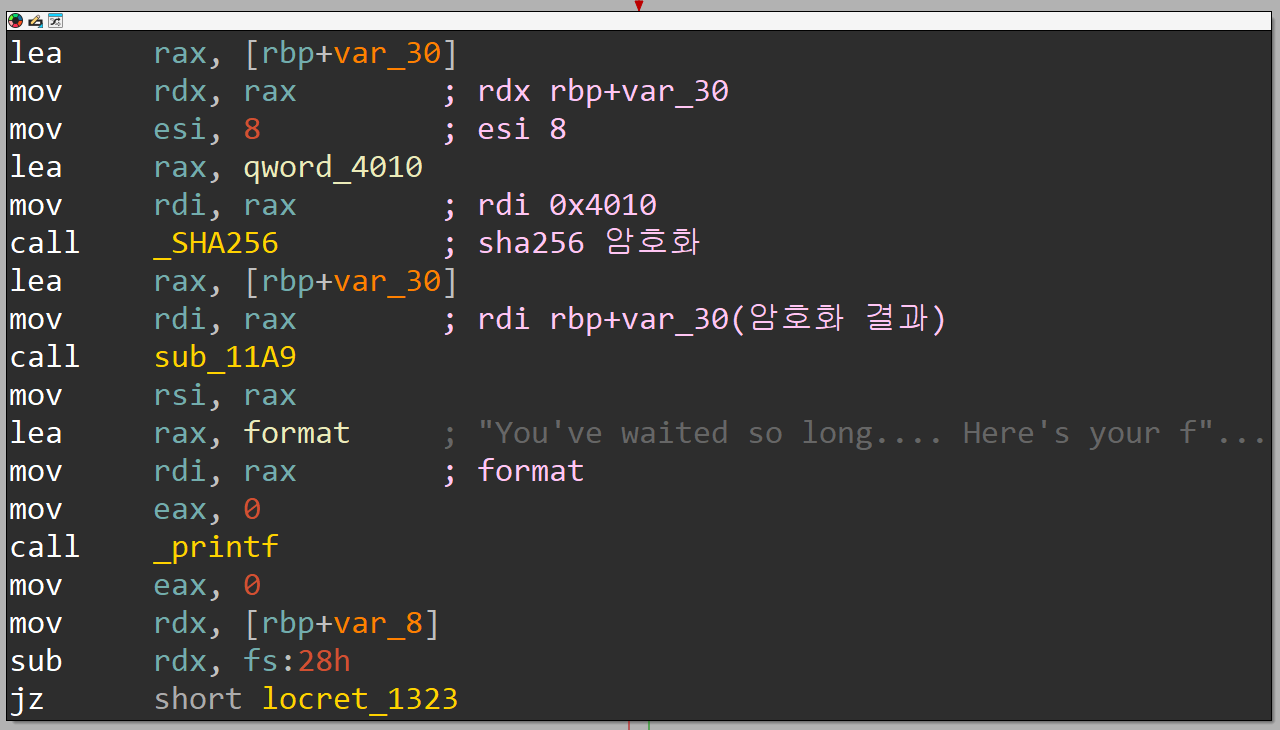 lea rax, [rbp+var_30]
mov rdx, rax ; rdx rbp+var_30
mov esi, 8 ; esi 8
lea rax, qword_4010
mov rdi, rax ; rdi 0x4010
call _SHA256 ; sha256 암호화
lea rax, [rbp+var_30]
mov rdi, rax ; rdi rbp+var_30(암호화 결과)
call sub_11A9
mov rsi, rax
lea rax, format ; "You've waited so long.... Here's your f"...
mov rdi, rax ; format
mov eax, 0
call _printf
mov eax, 0
mov rdx, [rbp+var_8]
sub rdx, fs:28h
jz short locret_1323